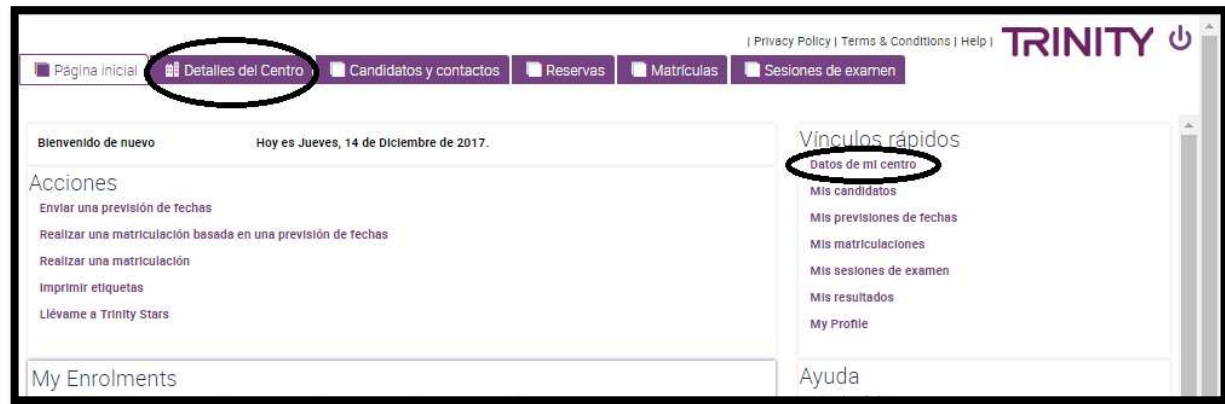 | Privacy Policy | Terms & Conditions | Help |
TRINITY
Página inicial
Detalles del Centro
Candidatos y contactos
Reservas
Matrículas
Sesiones de examen
Bienvenido de nuevo
Hoy es Jueves, 14 de Diciembre de 2017.
Acciones
Enviar una previsión de fechas
Realizar una matriculación basada en una previsión de fechas
Realizar una matriculación
Imprimir etiquetas
Llévame a Trinity Stars
My Enrolments
Vínculos rápidos
Datos de mi centro
Mis candidatos
Mis previsiones de fechas
Mis matriculaciones
Mis sesiones de examen
Mis resultados
My Profile
Ayuda